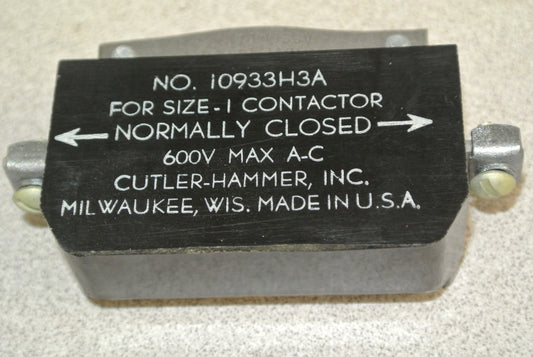 NO. 10933H3A
FOR SIZE-1 CONTACTOR
NORMALLY CLOSED
600V MAX A-C
CUTLER-HAMMER, INC.
MILWAUKEE, WIS. MADE IN U.S.A.